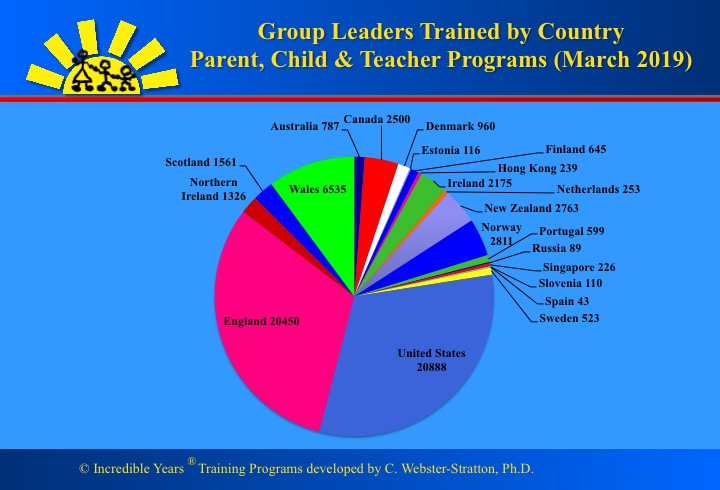 Group Leaders Trained by Country
Parent, Child & Teacher Programs (March 2019)
Australia 787
Canada 2500
Denmark 960
Estonia 116
Finland 645
Hong Kong 239
Ireland 2175
Netherlands 253
New Zealand 2763
Norway
2811
Portugal 599
Russia 89
Singapore 226
Slovenia 110
Spain 43
Sweden 523
United States
20888
England 20450
Northern
Ireland 1326
Scotland 1561
Wales 6535
© Incredible Years ® Training Programs developed by C. Webster-Stratton, Ph.D.